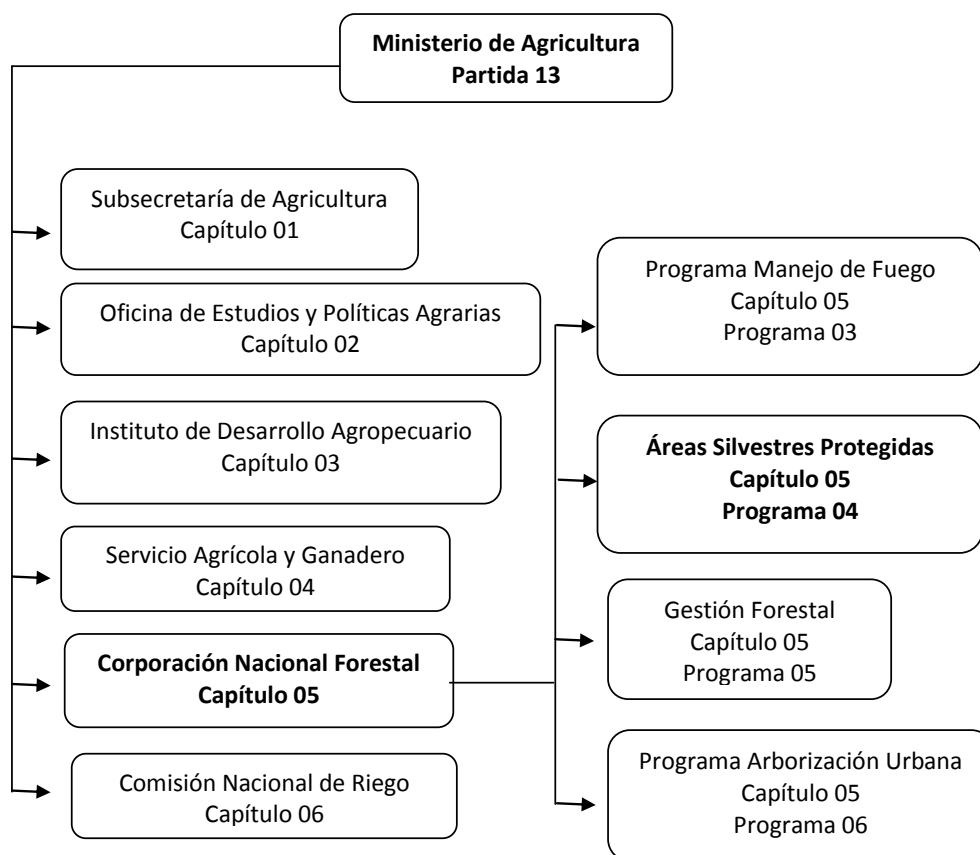 Ministerio de Agricultura
Partida 13
Subsecretaría de Agricultura
Capítulo 01
Oficina de Estudios y Políticas Agrarias
Capítulo 02
Instituto de Desarrollo Agropecuario
Capítulo 03
Servicio Agrícola y Ganadero
Capítulo 04
Corporación Nacional Forestal
Capítulo 05
Comisión Nacional de Riego
Capítulo 06
Programa Manejo de Fuego
Capítulo 05
Programa 03
Áreas Silvestres Protegidas
Capítulo 05
Programa 04
Gestión Forestal
Capítulo 05
Programa 05
Programa Arborización Urbana
Capítulo 05
Programa 06